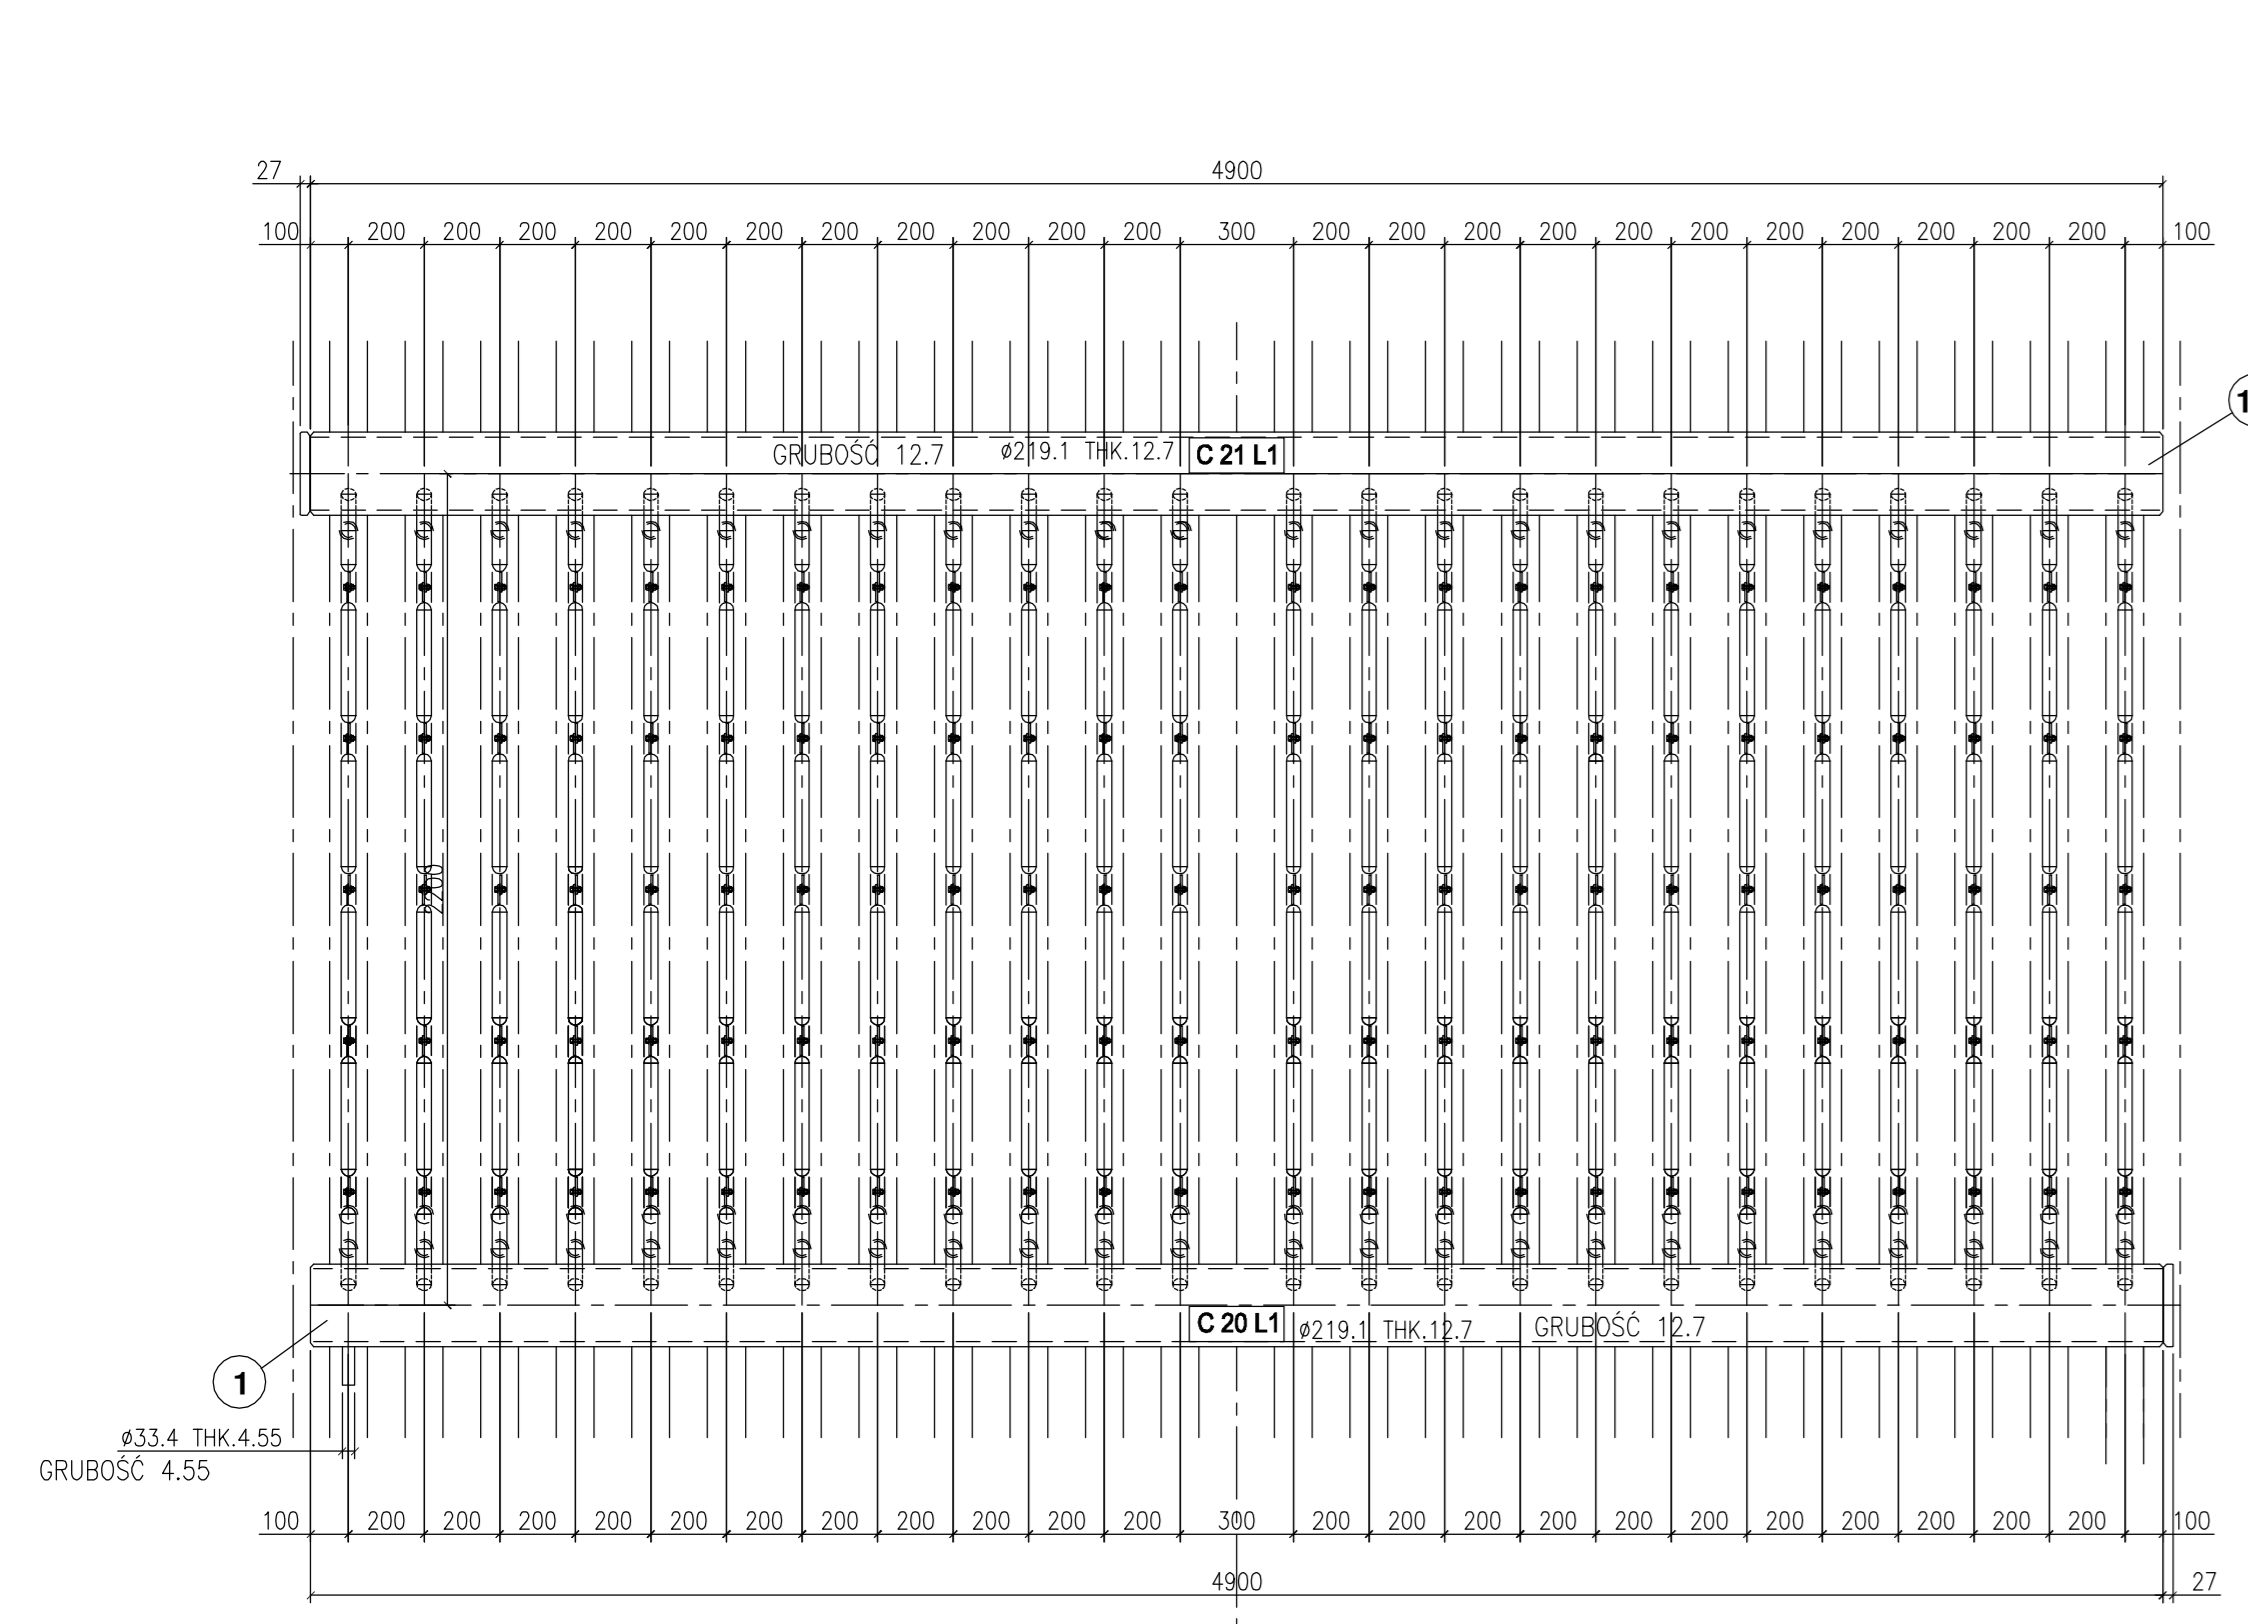 27 4900
100 200 200 200 200 200 200 200 200 200 200 200 300 200 200 200 200 200 200 200 200 200 200 200 100
1
GRUBOŚĆ 12.7 ø219.1 THK.12.7 C 21 L1
2200
C 20 L1 ø219.1 THK.12.7 GRUBOŚĆ 12.7
1
ø33.4 THK.4.55
GRUBOŚĆ 4.55
100 200 200 200 200 200 200 200 200 200 200 200 300 200 200 200 200 200 200 200 200 200 200 200 100
4900 27